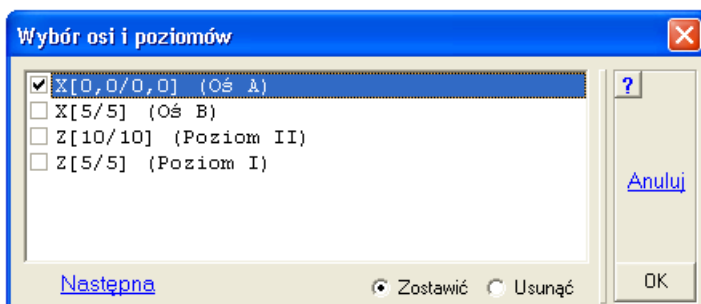 Wybór osi i poziomów
X[0,0/0,0] (Oś A)
X[5/5] (Oś B)
Z[10/10] (Poziom II)
Z[5/5] (Poziom I)
?
Anuluj
Następna
Zostawić
Usunąć
OK